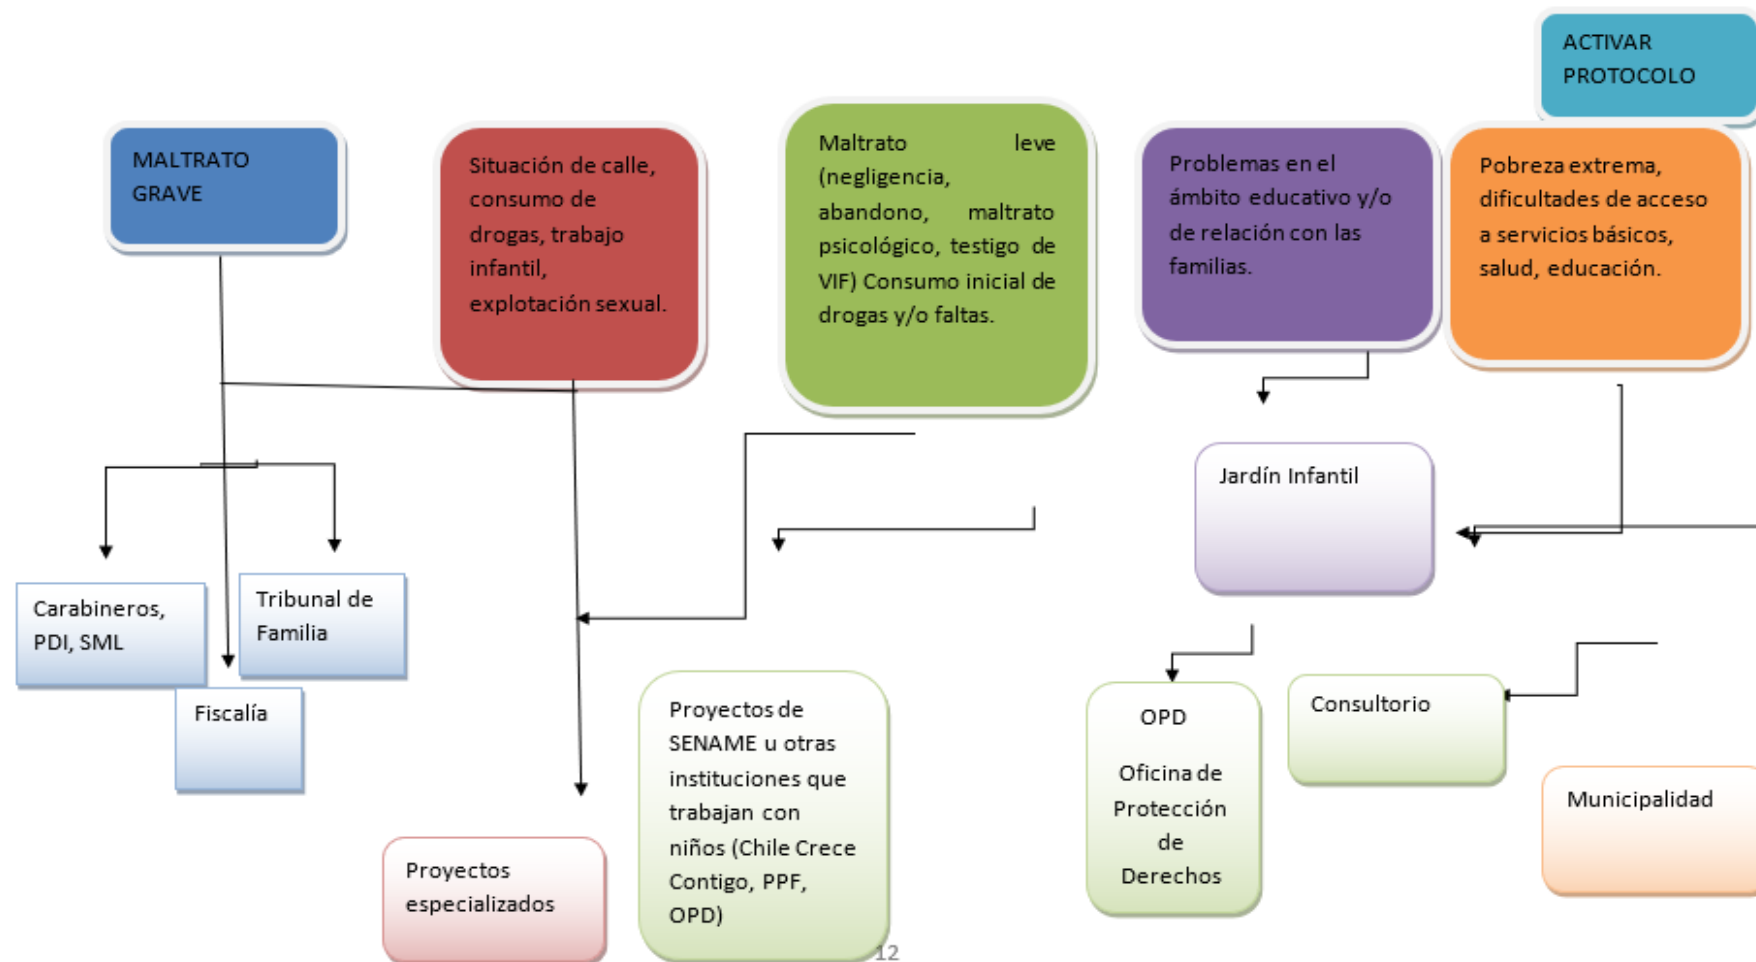 ACTIVAR
PROTOCOLO
MALTRATO
GRAVE
Situación de calle,
consumo de
drogas, trabajo
infantil,
explotación sexual.
Maltrato leve
(negligencia,
abandono, maltrato
psicológico, testigo de
VIF) Consumo inicial de
drogas y/o faltas.
Problemas en el
ámbito educativo y/o
de relación con las
familias.
Pobreza extrema,
dificultades de acceso
a servicios básicos,
salud, educación.
Jardín Infantil
Carabineros,
PDI, SML
Tribunal de
Familia
Fiscalía
Proyectos
especializados
Proyectos de
SENAME u otras
instituciones que
trabajan con
niños (Chile Crece
Contigo, PPF,
OPD)
OPD
Oficina de
Protección
de
Derechos
Consultorio
Municipalidad
12